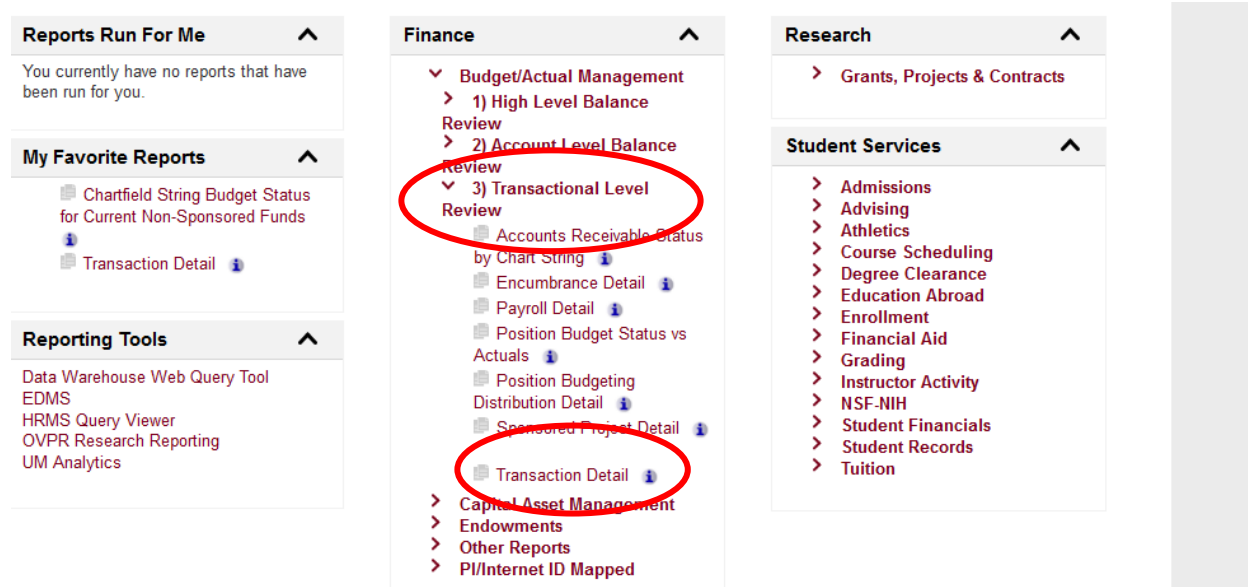 Reports Run For Me
You currently have no reports that have
been run for you.
My Favorite Reports
Chartfield String Budget Status
for Current Non-Sponsored Funds
Transaction Detail
Reporting Tools
Data Warehouse Web Query Tool
EDMS
HRMS Query Viewer
OVPR Research Reporting
UM Analytics
Finance
Budget/Actual Management
1) High Level Balance
Review
2) Account Level Balance
Review
3) Transactional Level
Review
Accounts Receivable Status
by Chart String
Encumbrance Detail
Payroll Detail
Position Budget Status vs
Actuals
Position Budgeting
Distribution Detail
Sponsored Project Detail
Transaction Detail
Capital Asset Management
Endowments
Other Reports
PI/Internet ID Mapped
Research
Grants, Projects & Contracts
Student Services
Admissions
Advising
Athletics
Course Scheduling
Degree Clearance
Education Abroad
Enrollment
Financial Aid
Grading
Instructor Activity
NSF-NIH
Student Financials
Student Records
Tuition